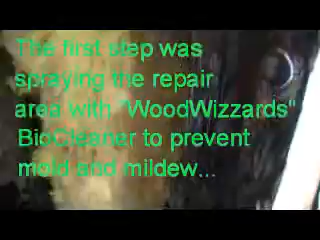 The first step was
spraying the repair
area with "WoodWizzards"
BioCleaner to prevent
mold and mildew...